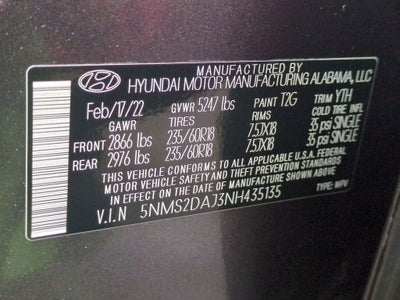 MANUFACTURED BY
HYUNDAI MOTOR MANUFACTURING ALABAMA, LLC
Feb/17/22 GVWR 5247 lbs PAINT T2G TRIM YTH
GAWR TIRES RIMS COLD TIRE INFL
FRONT 2866 lbs 235/60R18 7.5JX18 35 psi SINGLE
REAR 2976 lbs 235/60R18 7.5JX18 35 psi SINGLE
THIS VEHICLE CONFORMS TO ALL APPLICABLE U.S.A. FEDERAL
MOTOR VEHICLE SAFETY AND THEFT PREVENTION STANDARDS
IN EFFECT ON THE DATE OF MANUFACTURE SHOWN ABOVE.
V.I.N 5NMS2DAJ3NH435135 TYPE: MPV